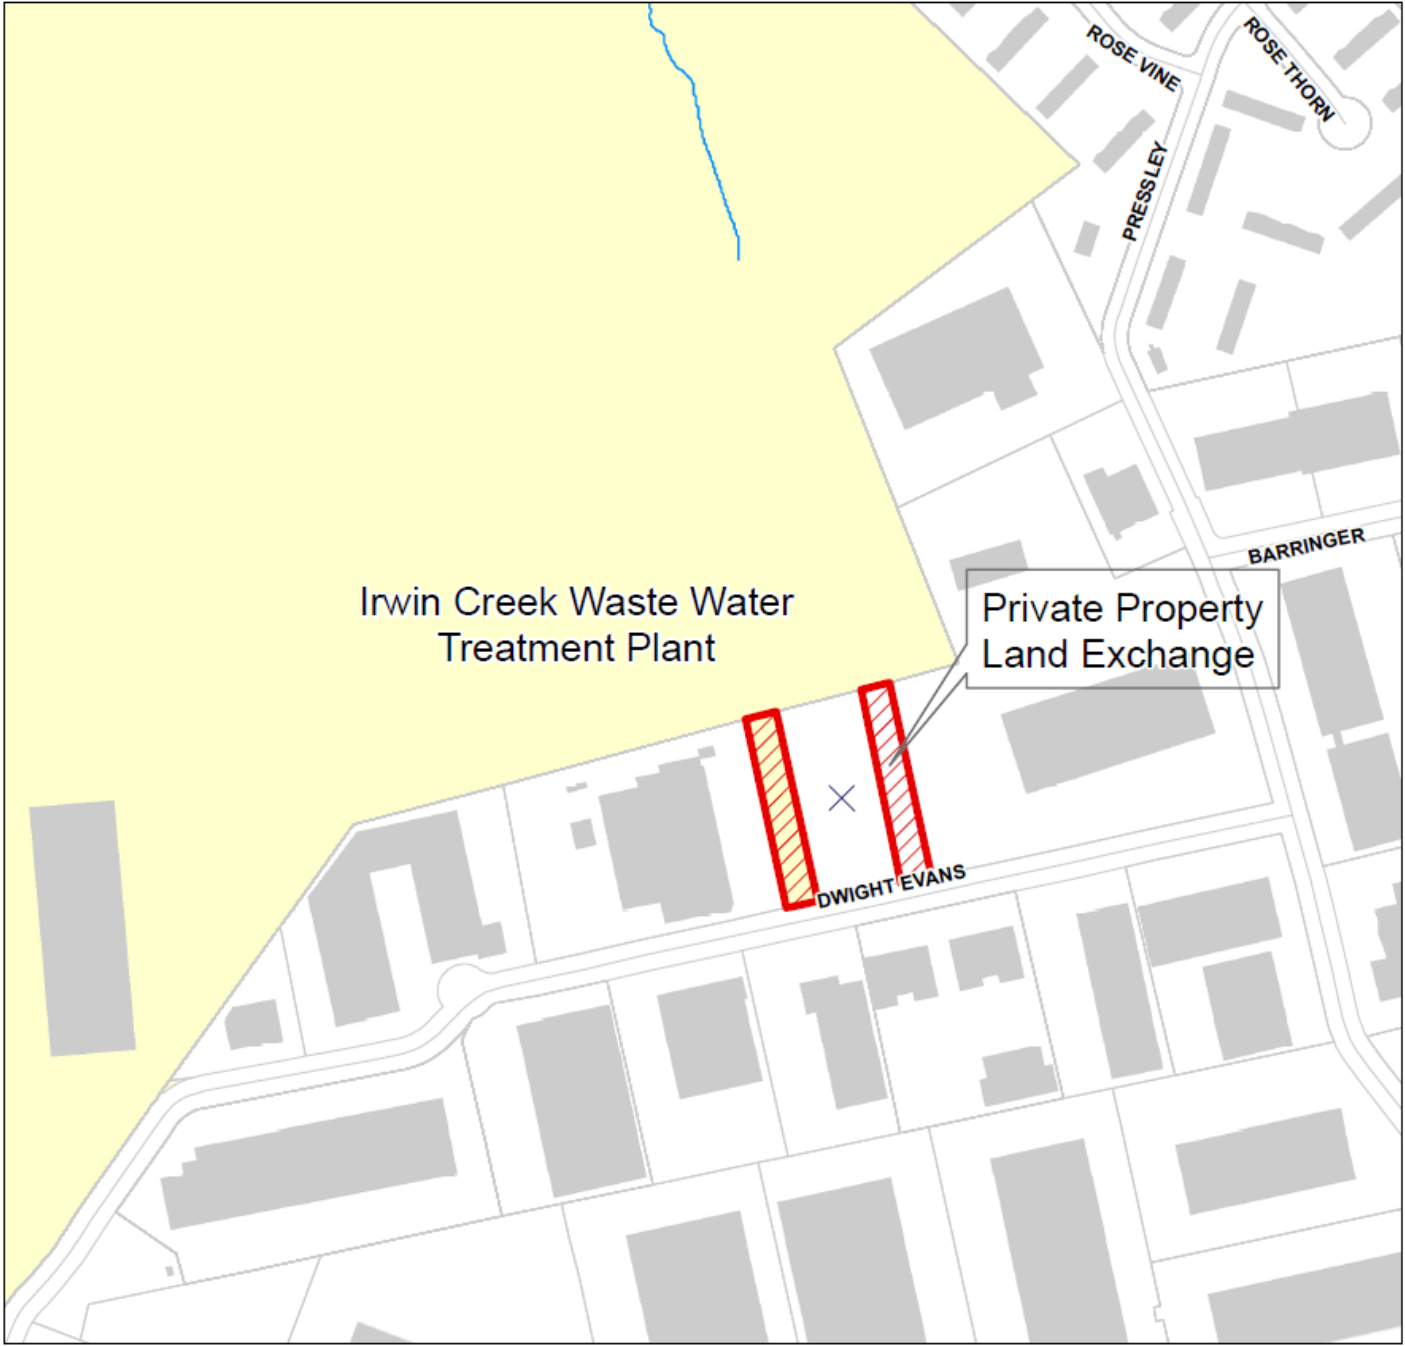 ROSE VINE
ROSE THORN
PRESSLEY
BARRINGER
Irwin Creek Waste Water
Treatment Plant
Private Property
Land Exchange
DWIGHT EVANS